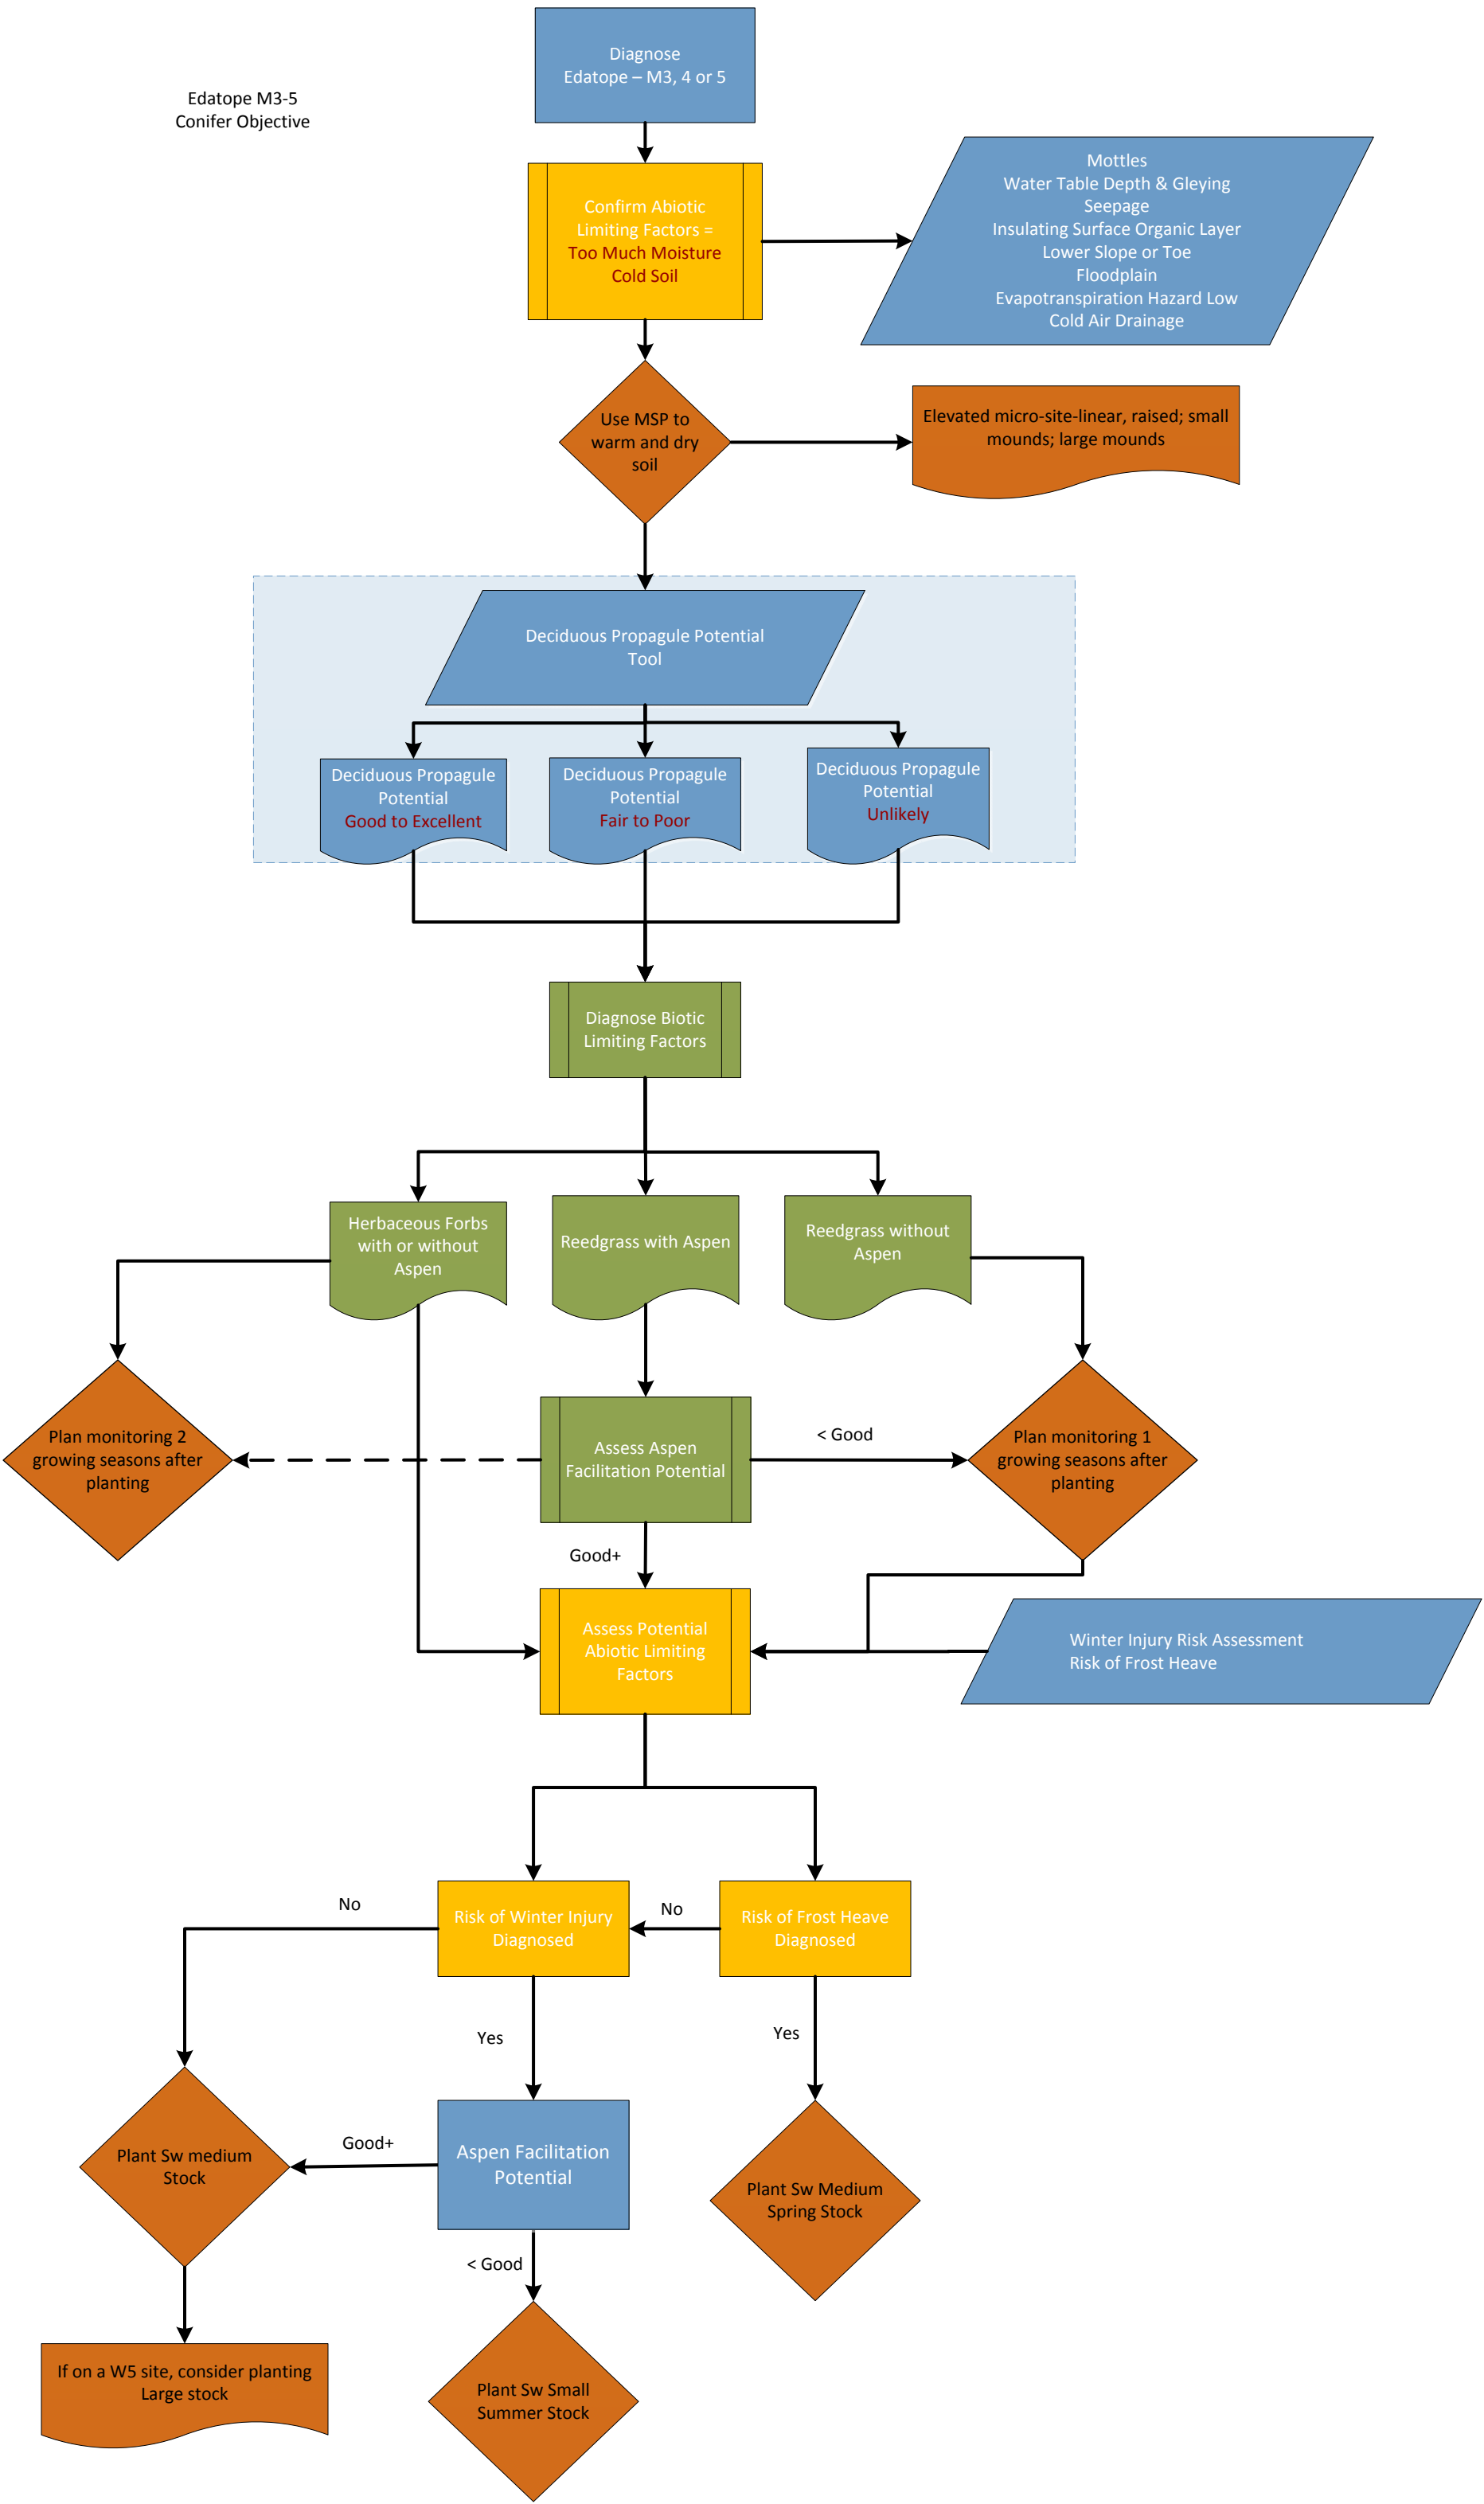 Diagnose
Edatope – M3, 4 or 5
Edatope M3-5
Conifer Objective
Confirm Abiotic
Limiting Factors =
Too Much Moisture
Cold Soil
Mottles
Water Table Depth & Gleying
Seepage
Insulating Surface Organic Layer
Lower Slope or Toe
Floodplain
Evapotranspiration Hazard Low
Cold Air Drainage
Use MSP to
warm and dry
soil
Elevated micro-site-linear, raised; small
mounds; large mounds
Deciduous Propagule Potential
Tool
Deciduous Propagule
Potential
Good to Excellent
Deciduous Propagule
Potential
Fair to Poor
Deciduous Propagule
Potential
Unlikely
Diagnose Biotic
Limiting Factors
Herbaceous Forbs
with or without
Aspen
Reedgrass with Aspen
Reedgrass without
Aspen
Plan monitoring 2
growing seasons after
planting
Assess Aspen
Facilitation Potential
< Good
Plan monitoring 1
growing seasons after
planting
Good+
Assess Potential
Abiotic Limiting
Factors
Winter Injury Risk Assessment
Risk of Frost Heave
No
Risk of Winter Injury
Diagnosed
No
Risk of Frost Heave
Diagnosed
Yes
Yes
Plant Sw medium
Stock
Good+
Aspen Facilitation
Potential
Plant Sw Medium
Spring Stock
< Good
If on a W5 site, consider planting
Large stock
Plant Sw Small
Summer Stock